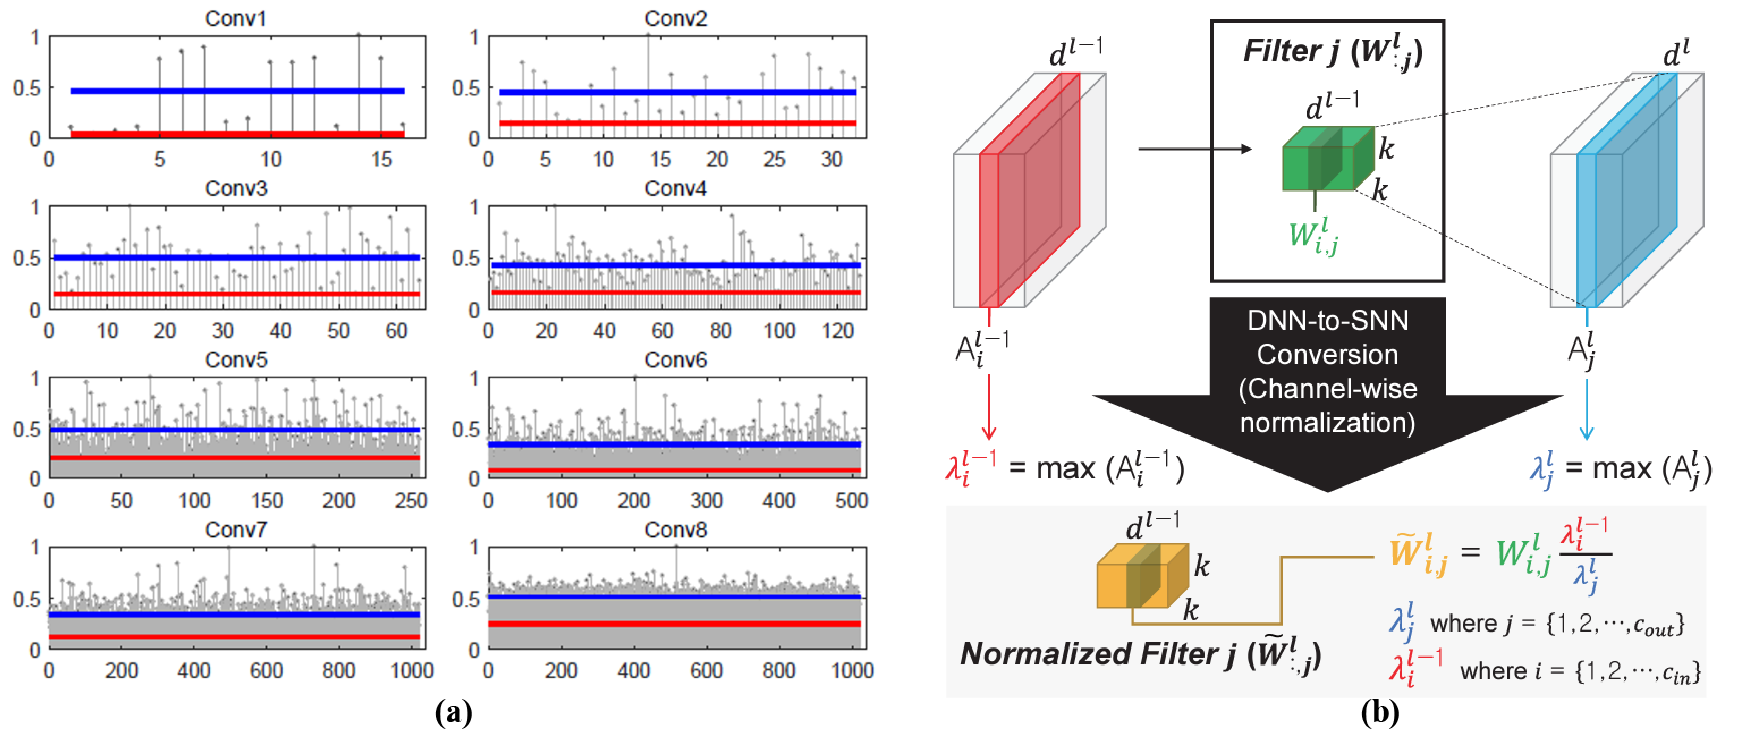 Conv1
1
0.5
0
0 5 10 15
Conv2
1
0.5
0
0 5 10 15 20 25 30
Conv3
1
0.5
0
0 10 20 30 40 50 60
Conv4
1
0.5
0
0 20 40 60 80 100 120
Conv5
1
0.5
0
0 50 100 150 200 250
Conv6
1
0.5
0
0 100 200 300 400 500
Conv7
1
0.5
0
0 200 400 600 800 1000
Conv8
1
0.5
0
0 200 400 600 800 1000
(a)
d^{l−1}
Filter j (W^l_{:,j})
d^{l−1}
k
k
W^l_{i,j}
d^l
A^{l−1}_i
A^l_j
DNN-to-SNN
Conversion
(Channel-wise
normalization)
λ^{l−1}_i = max (A^{l−1}_i)
λ^l_j = max (A^l_j)
d^{l−1}
k
k
Normalized Filter j (W̃^l_{:,j})
W̃^l_{i,j} = W^l_{i,j} λ^{l−1}_i / λ^l_j
λ^l_j where j = {1,2,⋯,c_{out}}
λ^{l−1}_i where i = {1,2,⋯,c_{in}}
(b)